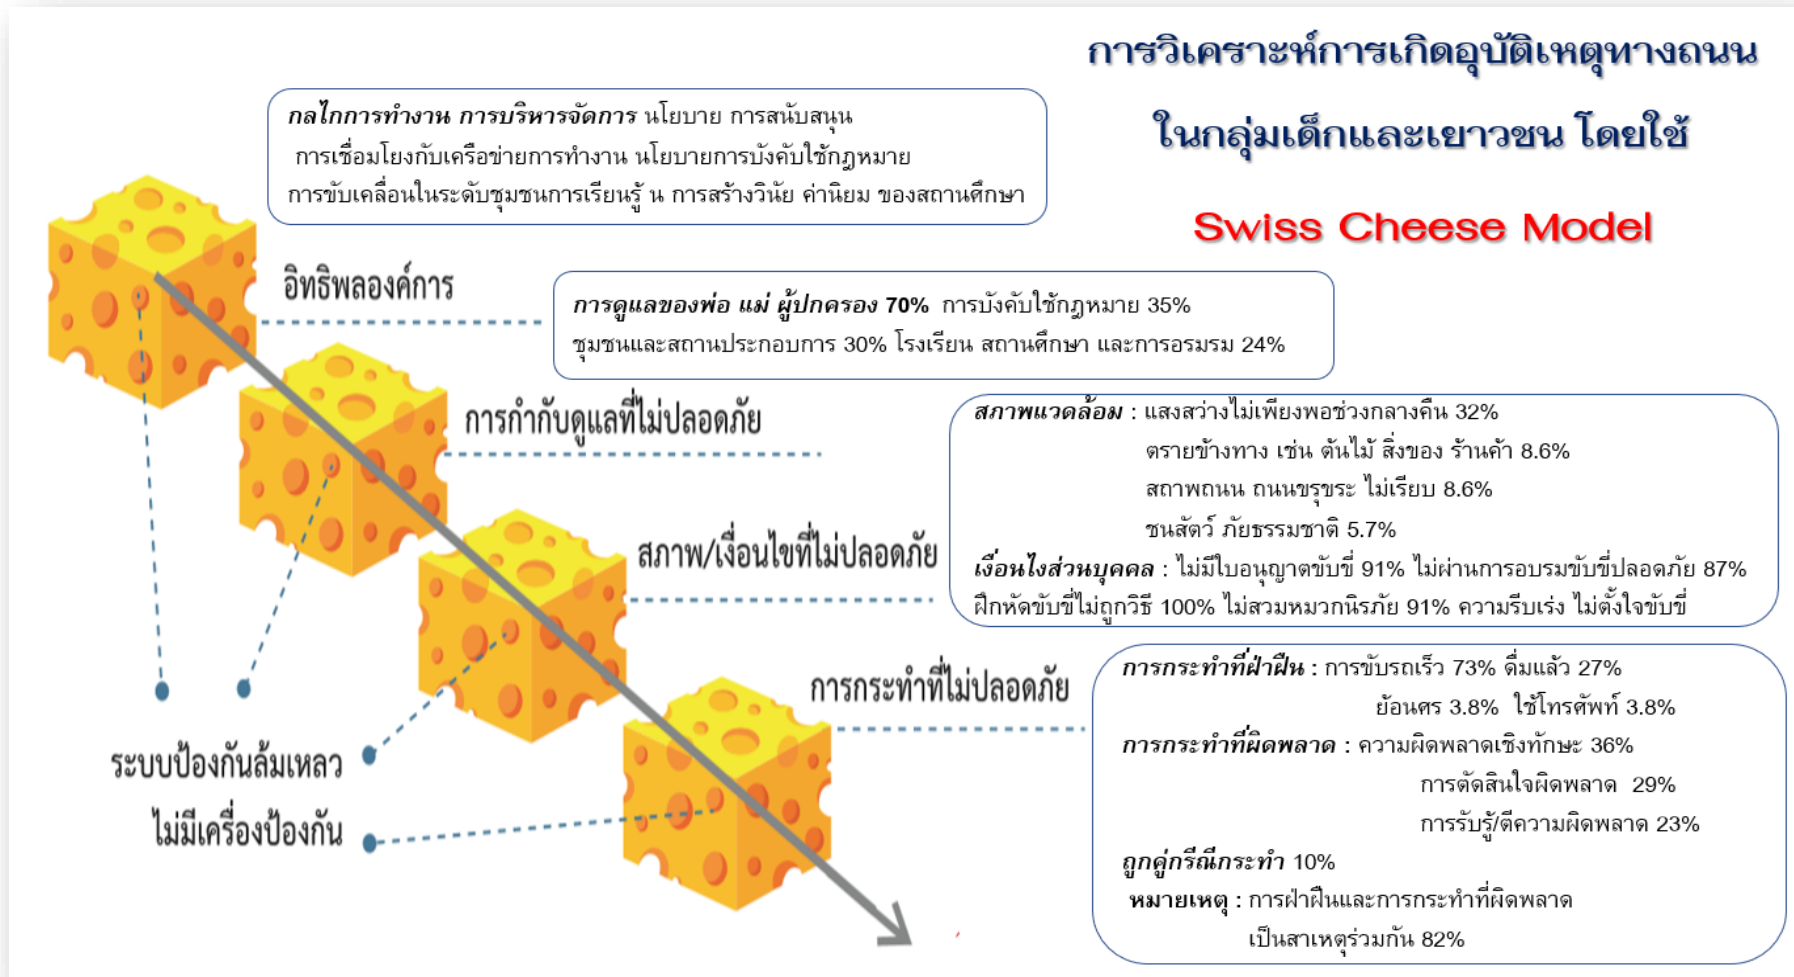 การวิเคราะห์การเกิดอุบัติเหตุทางถนน
ในกลุ่มเด็กและเยาวชน โดยใช้
Swiss Cheese Model
กลไกการทำงาน การบริหารจัดการ นโยบาย การสนับสนุน
การเชื่อมโยงกับเครือข่ายการทำงาน นโยบายการบังคับใช้กฎหมาย
การขับเคลื่อนในระดับชุมชนการเรียนรู้ น การสร้างวินัย ค่านิยม ของสถานศึกษา
อิทธิพลองค์การ
การดูแลของพ่อ แม่ ผู้ปกครอง 70% การบังคับใช้กฎหมาย 35%
ชุมชนและสถานประกอบการ 30% โรงเรียน สถานศึกษา และการอรมรม 24%
การกำกับดูแลที่ไม่ปลอดภัย
สภาพแวดล้อม : แสงสว่างไม่เพียงพอช่วงกลางคืน 32%
ตรายข้างทาง เช่น ต้นไม้ สิ่งของ ร้านค้า 8.6%
สถาพถนน ถนนขรุขระ ไม่เรียบ 8.6%
ชนสัตว์ ภัยธรรมชาติ 5.7%
เงื่อนไงส่วนบุคคล : ไม่มีใบอนุญาตขับขี่ 91% ไม่ผ่านการอบรมขับขี่ปลอดภัย 87%
ฝึกหัดขับขี่ไม่ถูกวิธี 100% ไม่สวมหมวกนิรภัย 91% ความรีบเร่ง ไม่ตั้งใจขับขี่
สภาพ/เงื่อนไขที่ไม่ปลอดภัย
การกระทำที่ฝ่าฝืน : การขับรถเร็ว 73% ดื่มแล้ว 27%
ย้อนศร 3.8% ใช้โทรศัพท์ 3.8%
การกระทำที่ผิดพลาด : ความผิดพลาดเชิงทักษะ 36%
การตัดสินใจผิดพลาด 29%
การรับรู้/ตีความผิดพลาด 23%
ถูกคู่กรีณีกระทำ 10%
หมายเหตุ : การฝ่าฝืนและการกระทำที่ผิดพลาด
เป็นสาเหตุร่วมกัน 82%
การกระทำที่ไม่ปลอดภัย
ระบบป้องกันล้มเหลว
ไม่มีเครื่องป้องกัน